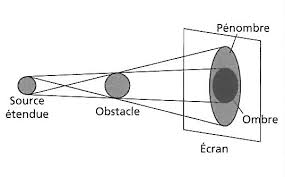 Pénombre
Source
étendue
Obstacle
Ombre
Écran